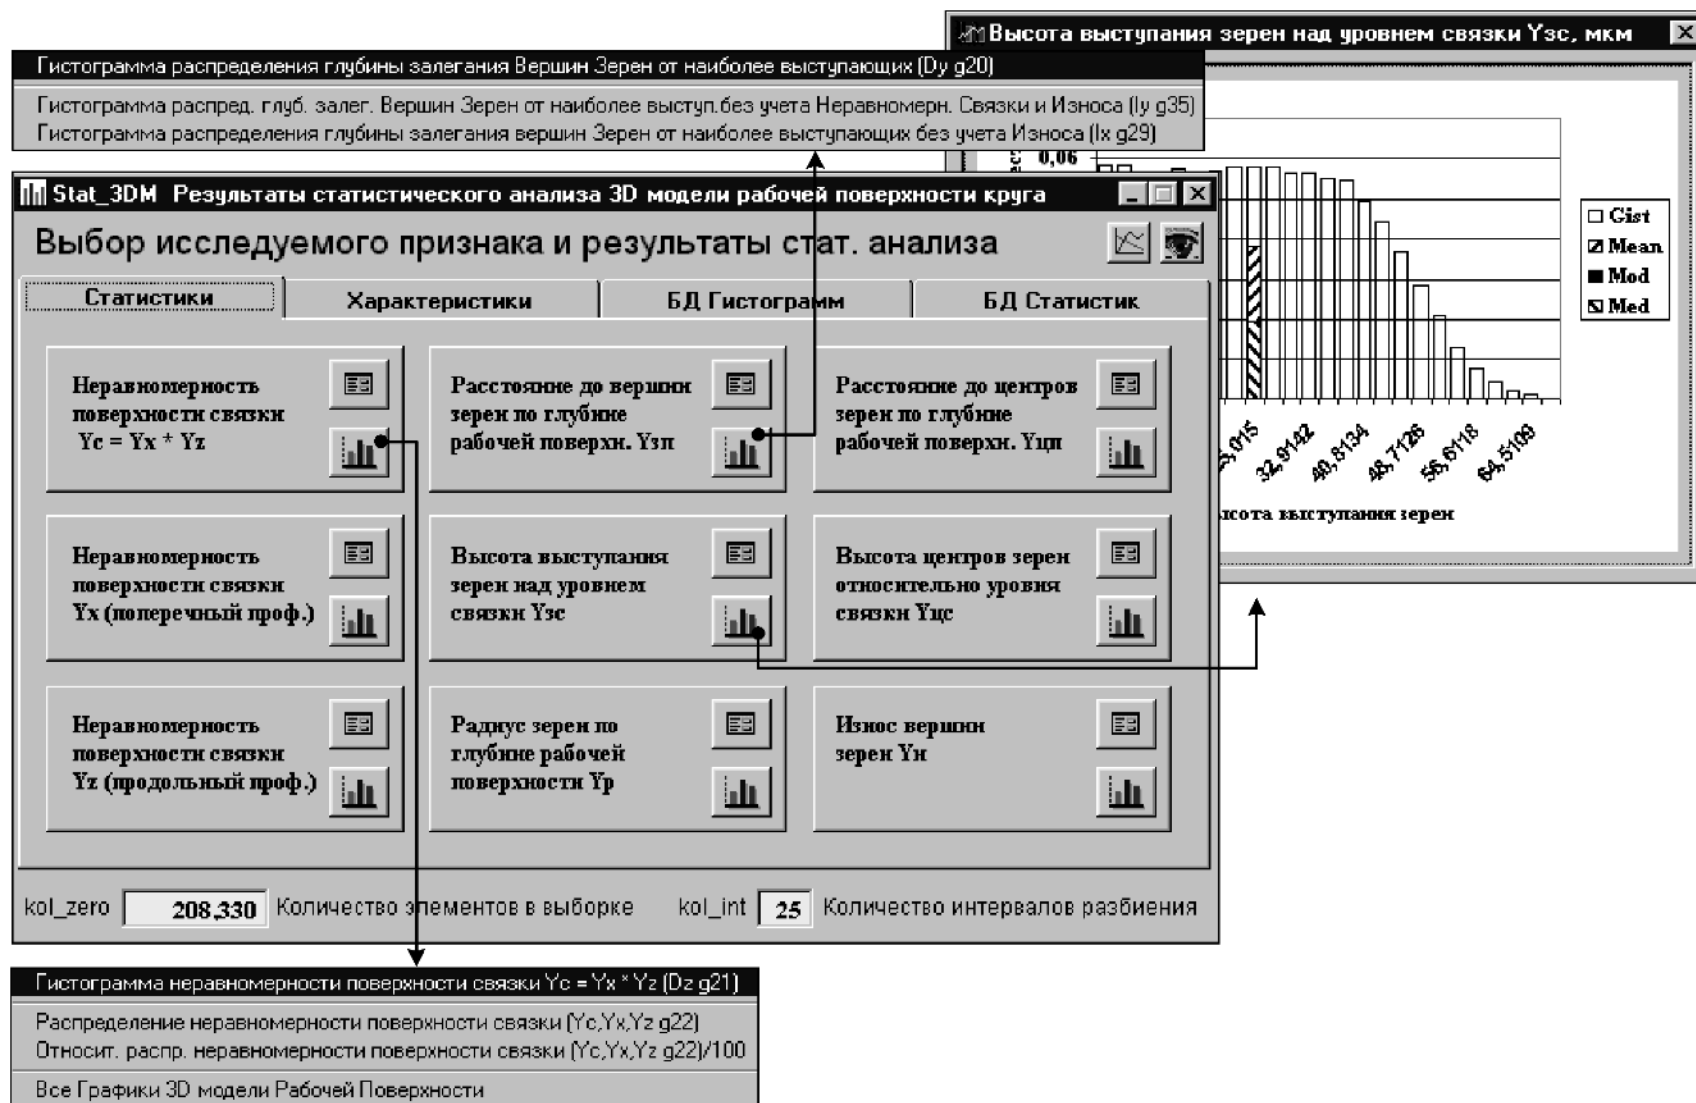 Высота выступания зерен над уровнем связки Yзс, мкм
Гистограмма распределения глубины залегания Вершин Зерен от наиболее выступающих (Dy g20)
Гистограмма распред. глуб. залег. Вершин Зерен от наиболее выступ.без учета Неравномерн. Связки и Износа (Iy g35)
Гистограмма распределения глубины залегания вершин Зерен от наиболее выступающих без учета Износа (Ix g29)
0,06
Gist
Mean
Mod
Med
32,9142
40,8134
48,7126
56,6118
64,5109
сота выступания зерен
Stat_3DM Результаты статистического анализа 3D модели рабочей поверхности круга
Выбор исследуемого признака и результаты стат. анализа
Статистики
Характеристики
БД Гистограмм
БД Статистик
Неравномерность
поверхности связки
Yс = Yx * Yz
Расстояние до вершин
зерен по глубине
рабочей поверхн. Yзп
Расстояние до центров
зерен по глубине
рабочей поверхн. Yцп
Неравномерность
поверхности связки
Yx (поперечный проф.)
Высота выступания
зерен над уровнем
связки Yзс
Высота центров зерен
относительно уровня
связки Yцс
Неравномерность
поверхности связки
Yz (продольный проф.)
Радиус зерен по
глубине рабочей
поверхности Yр
Износ вершин
зерен Yи
kol_zero 208,330 Количество элементов в выборке kol_int 25 Количество интервалов разбиения
Гистограмма неравномерности поверхности связки Yc = Yx * Yz (Dz g21)
Распределение неравномерности поверхности связки (Yc,Yx,Yz g22)
Относит. распр. неравномерности поверхности связки (Yc,Yx,Yz g22)/100
Все Графики 3D модели Рабочей Поверхности